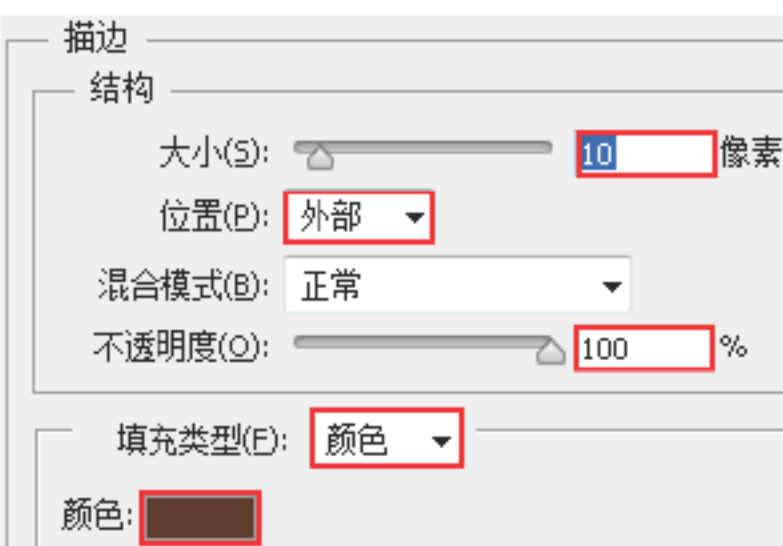 描边
结构
大小(S): 10 像素
位置(P): 外部
混合模式(B): 正常
不透明度(O): 100 %
填充类型(F): 颜色
颜色: